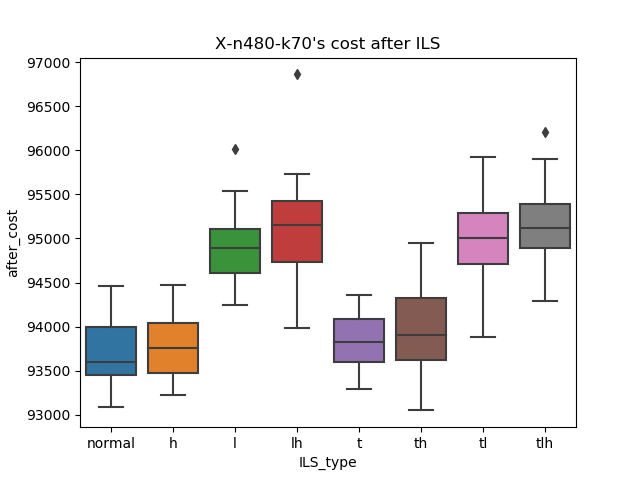 X-n480-k70's cost after ILS
97000
96500
96000
95500
95000
94500
94000
93500
93000
after_cost
normal h l lh t th tl tlh
ILS_type